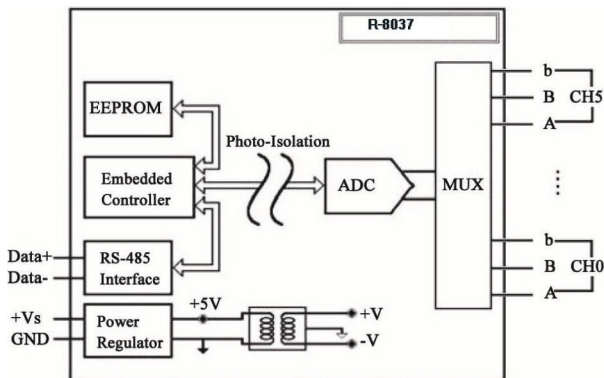 R-8037
EEPROM
Photo-Isolation
Embedded
Controller
ADC
MUX
b
B CH5
A
b
B CH0
A
Data+
Data-
RS-485
Interface
+Vs
GND
Power
Regulator
+5V
+V
-V